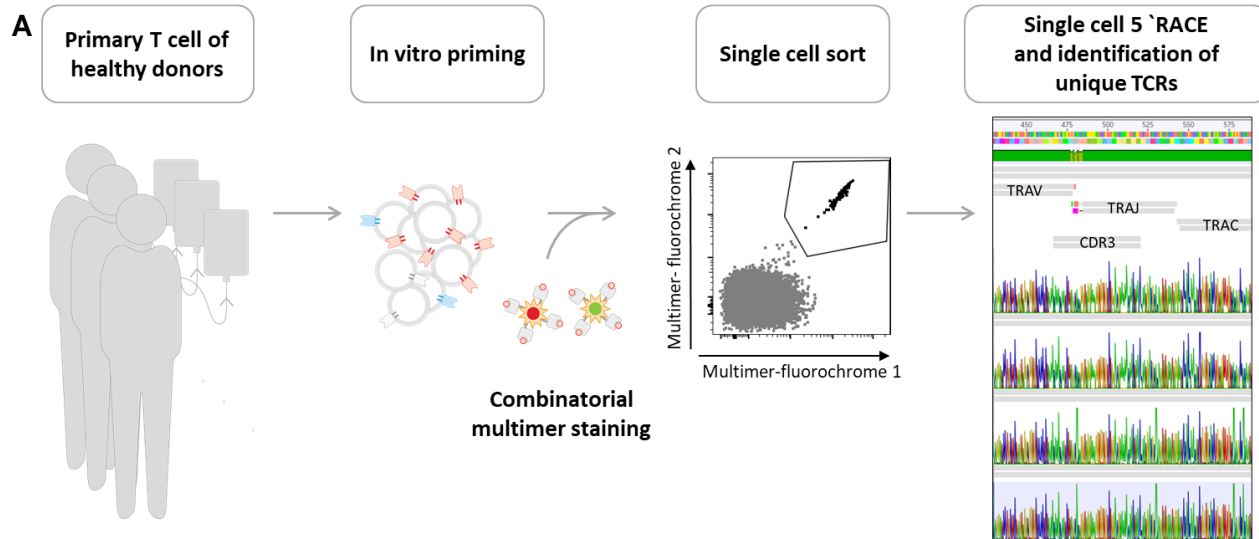 A
Primary T cell of
healthy donors
In vitro priming
Single cell sort
Single cell 5 `RACE
and identification of
unique TCRs
Combinatorial
multimer staining
Multimer- fluorochrome 2
Multimer-fluorochrome 1
450 475 500 525 550 575
TRAV
TRAJ
TRAC
CDR3